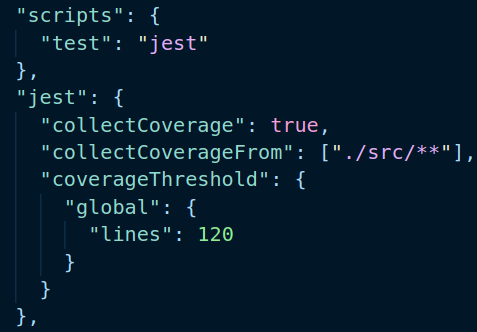 "scripts": {
"test": "jest"
},
"jest": {
"collectCoverage": true,
"collectCoverageFrom": ["./src/**"],
"coverageThreshold": {
"global": {
"lines": 120
}
}
},